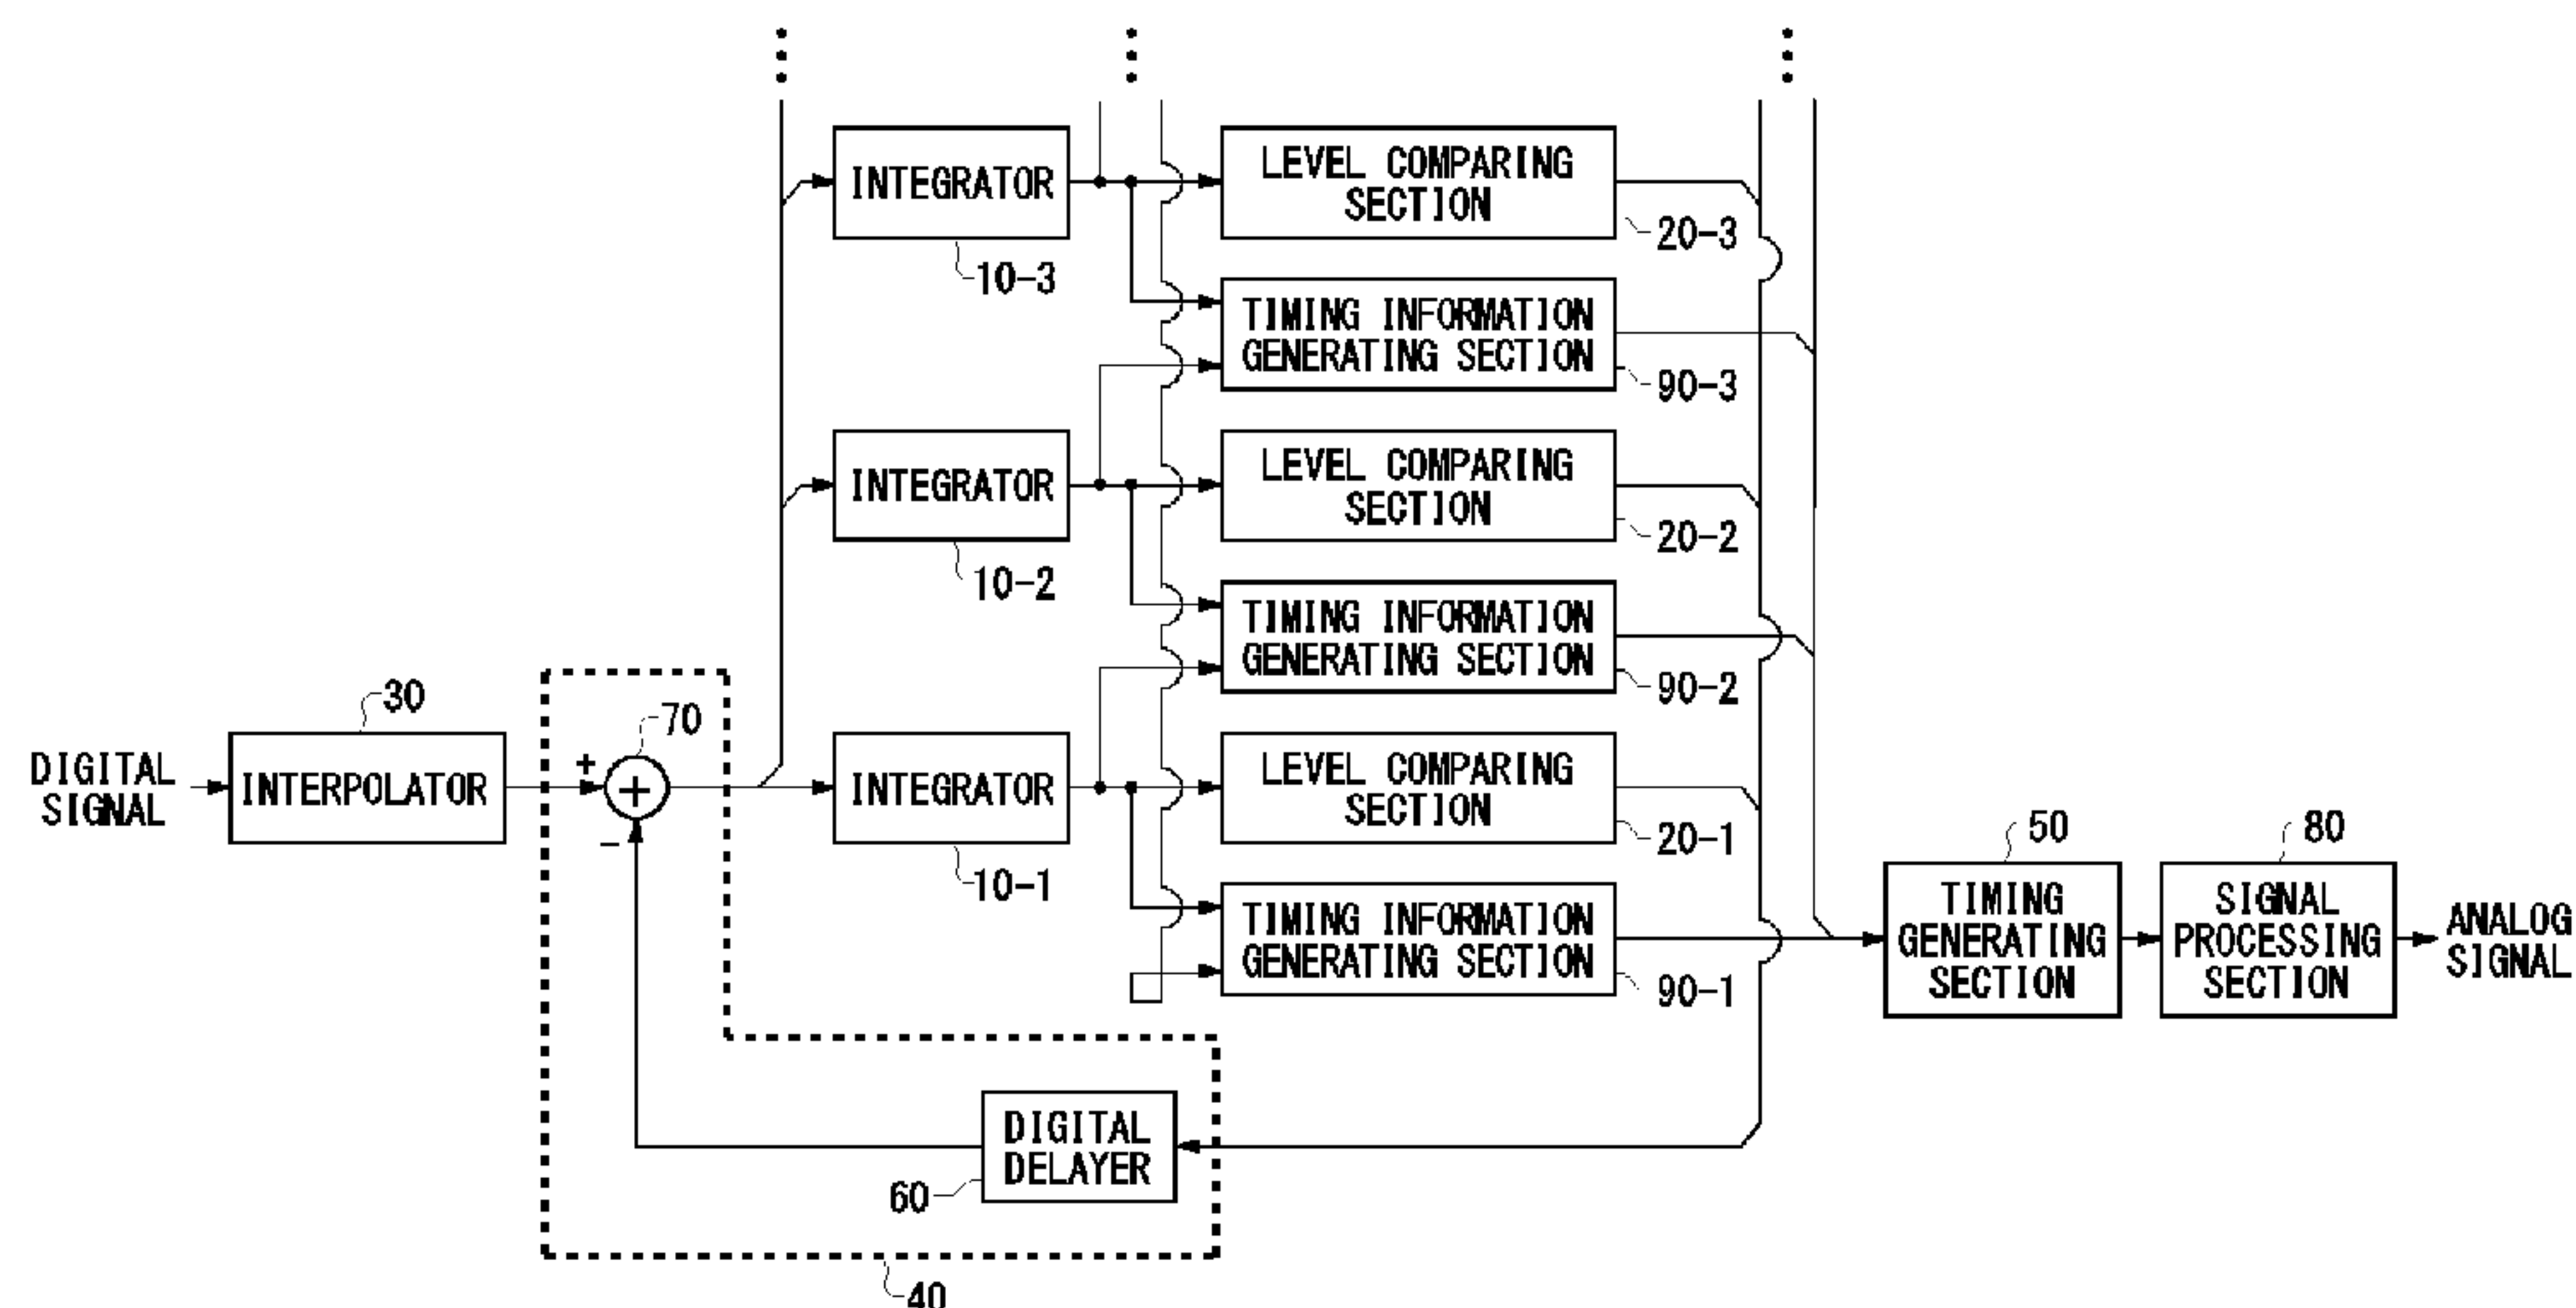 INTEGRATOR
10-3
LEVEL COMPARING
SECTION
20-3
TIMING INFORMATION
GENERATING SECTION
90-3
INTEGRATOR
10-2
LEVEL COMPARING
SECTION
20-2
TIMING INFORMATION
GENERATING SECTION
90-2
DIGITAL
SIGNAL
30
INTERPOLATOR
+
70
+
-
INTEGRATOR
10-1
LEVEL COMPARING
SECTION
20-1
TIMING INFORMATION
GENERATING SECTION
90-1
50
TIMING
GENERATING
SECTION
80
SIGNAL
PROCESSING
SECTION
ANALOG
SIGNAL
DIGITAL
DELAYER
60
40